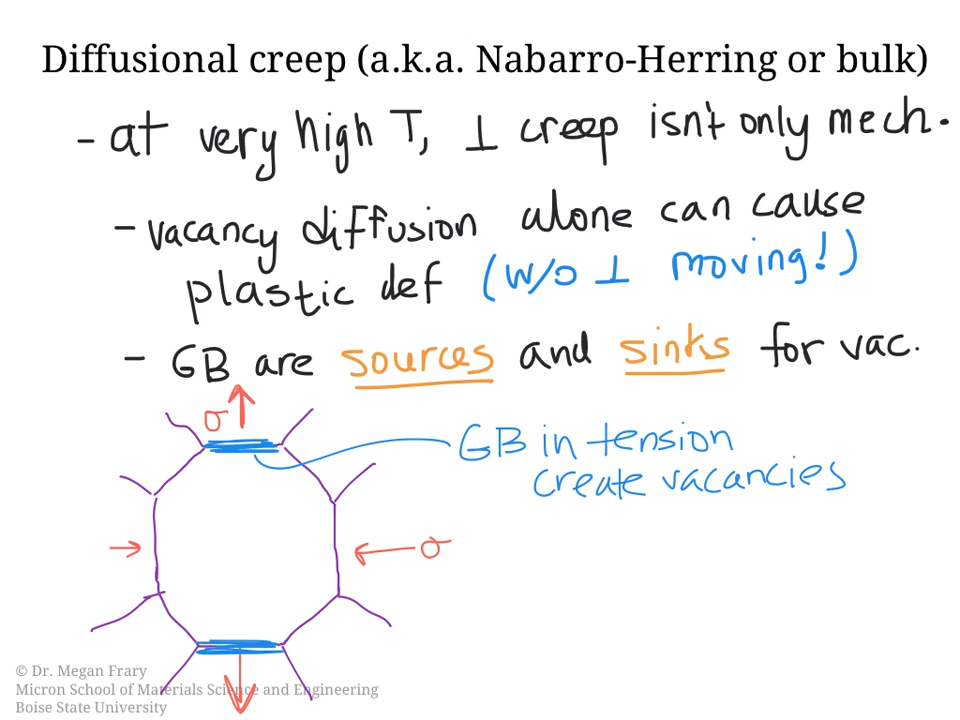 Diffusional creep (a.k.a. Nabarro-Herring or bulk)
- at very high T, ⊥ creep isn't only mech.
- vacancy diffusion alone can cause
plastic def (w/o ⊥ moving!)
- GB are sources and sinks for vac.
σ
GB in tension
create vacancies
σ
© Dr. Megan Frary
Micron School of Materials Science and Engineering
Boise State University